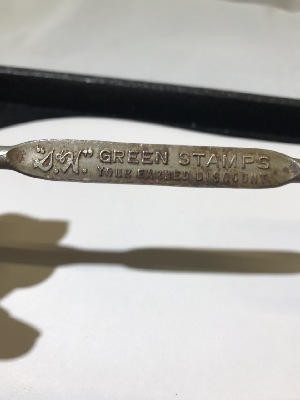 "S.&H." GREEN STAMPS
YOUR EARNED DISCOUNT